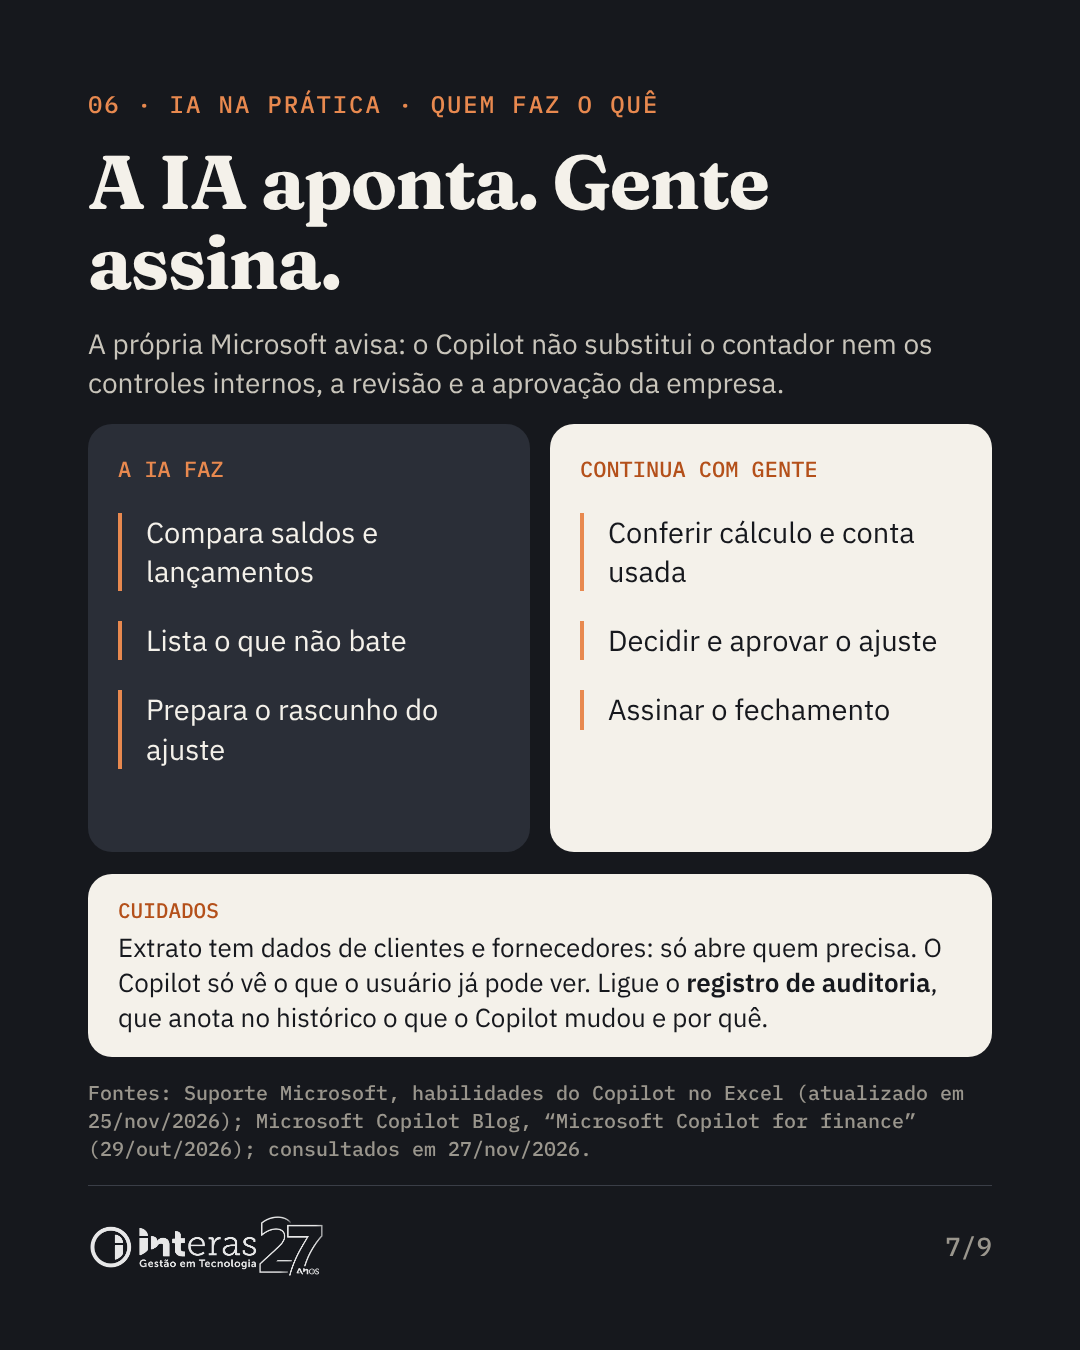 06 · IA NA PRÁTICA · QUEM FAZ O QUÊ
A IA aponta. Gente
assina.
A própria Microsoft avisa: o Copilot não substitui o contador nem os
controles internos, a revisão e a aprovação da empresa.
A IA FAZ
Compara saldos e
lançamentos
Lista o que não bate
Prepara o rascunho do
ajuste
CONTINUA COM GENTE
Conferir cálculo e conta
usada
Decidir e aprovar o ajuste
Assinar o fechamento
CUIDADOS
Extrato tem dados de clientes e fornecedores: só abre quem precisa. O
Copilot só vê o que o usuário já pode ver. Ligue o registro de auditoria,
que anota no histórico o que o Copilot mudou e por quê.
Fontes: Suporte Microsoft, habilidades do Copilot no Excel (atualizado em
25/nov/2026); Microsoft Copilot Blog, “Microsoft Copilot for finance”
(29/out/2026); consultados em 27/nov/2026.
interas 27
Gestão em Tecnologia ANOS
7/9